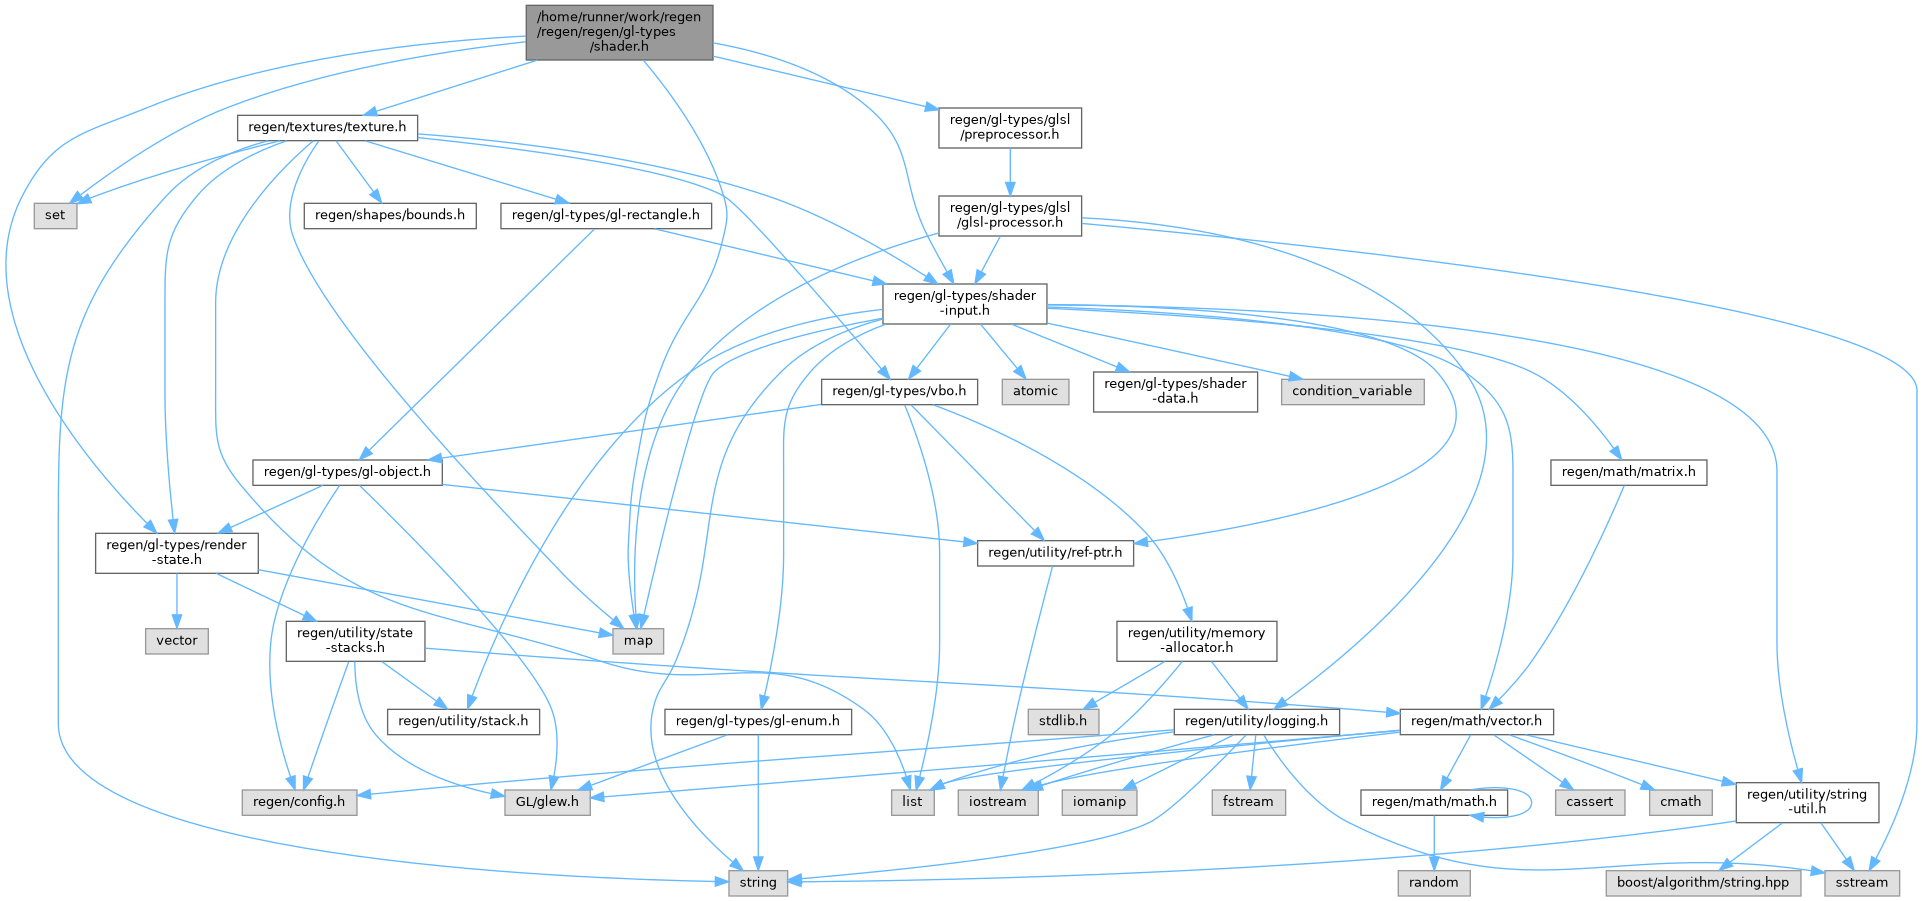 /home/runner/work/regen
/regen/regen/gl-types
/shader.h
regen/textures/texture.h
regen/gl-types/glsl
/preprocessor.h
set
regen/shapes/bounds.h
regen/gl-types/gl-rectangle.h
regen/gl-types/glsl
/glsl-processor.h
regen/gl-types/shader
-input.h
regen/gl-types/vbo.h
atomic
regen/gl-types/shader
-data.h
condition_variable
regen/gl-types/gl-object.h
regen/math/matrix.h
regen/gl-types/render
-state.h
regen/utility/ref-ptr.h
vector
regen/utility/state
-stacks.h
map
regen/utility/memory
-allocator.h
regen/utility/stack.h
regen/gl-types/gl-enum.h
stdlib.h
regen/utility/logging.h
regen/math/vector.h
regen/config.h
GL/glew.h
list
iostream
iomanip
fstream
regen/math/math.h
cassert
cmath
regen/utility/string
-util.h
string
random
boost/algorithm/string.hpp
sstream